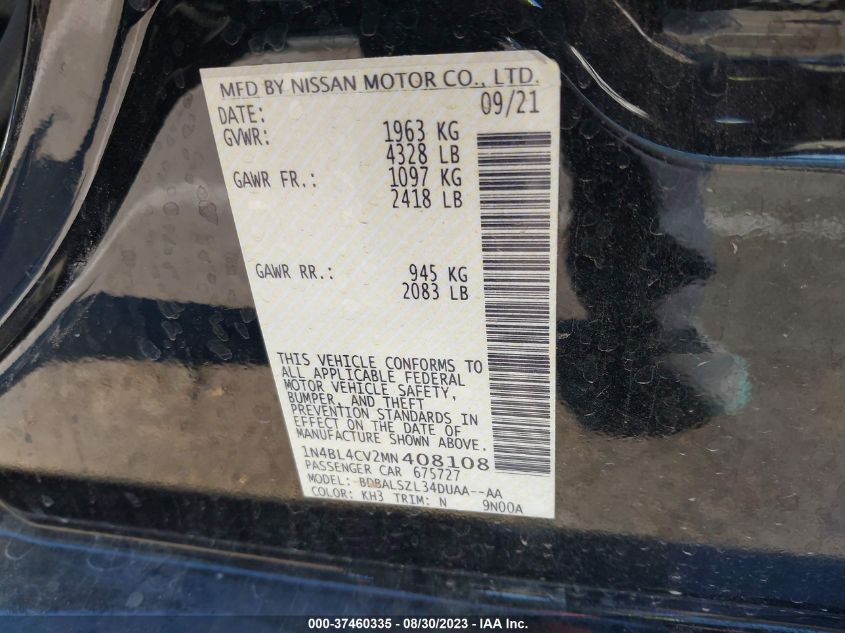 MFD BY NISSAN MOTOR CO., LTD.
DATE: 09/21
GVWR: 1963 KG
4328 LB
GAWR FR.: 1097 KG
2418 LB
GAWR RR.: 945 KG
2083 LB
THIS VEHICLE CONFORMS TO
ALL APPLICABLE FEDERAL
MOTOR VEHICLE SAFETY,
BUMPER, AND THEFT
PREVENTION STANDARDS IN
EFFECT ON THE DATE OF
MANUFACTURE SHOWN ABOVE.
1N4BL4CV2MN408108
PASSENGER CAR 675727
MODEL: BDBALSZL34DUAA--AA
COLOR: KH3 TRIM: N 9N00A
000-37460335 - 08/30/2023 - Copyright © 2023 - IAA, Inc.